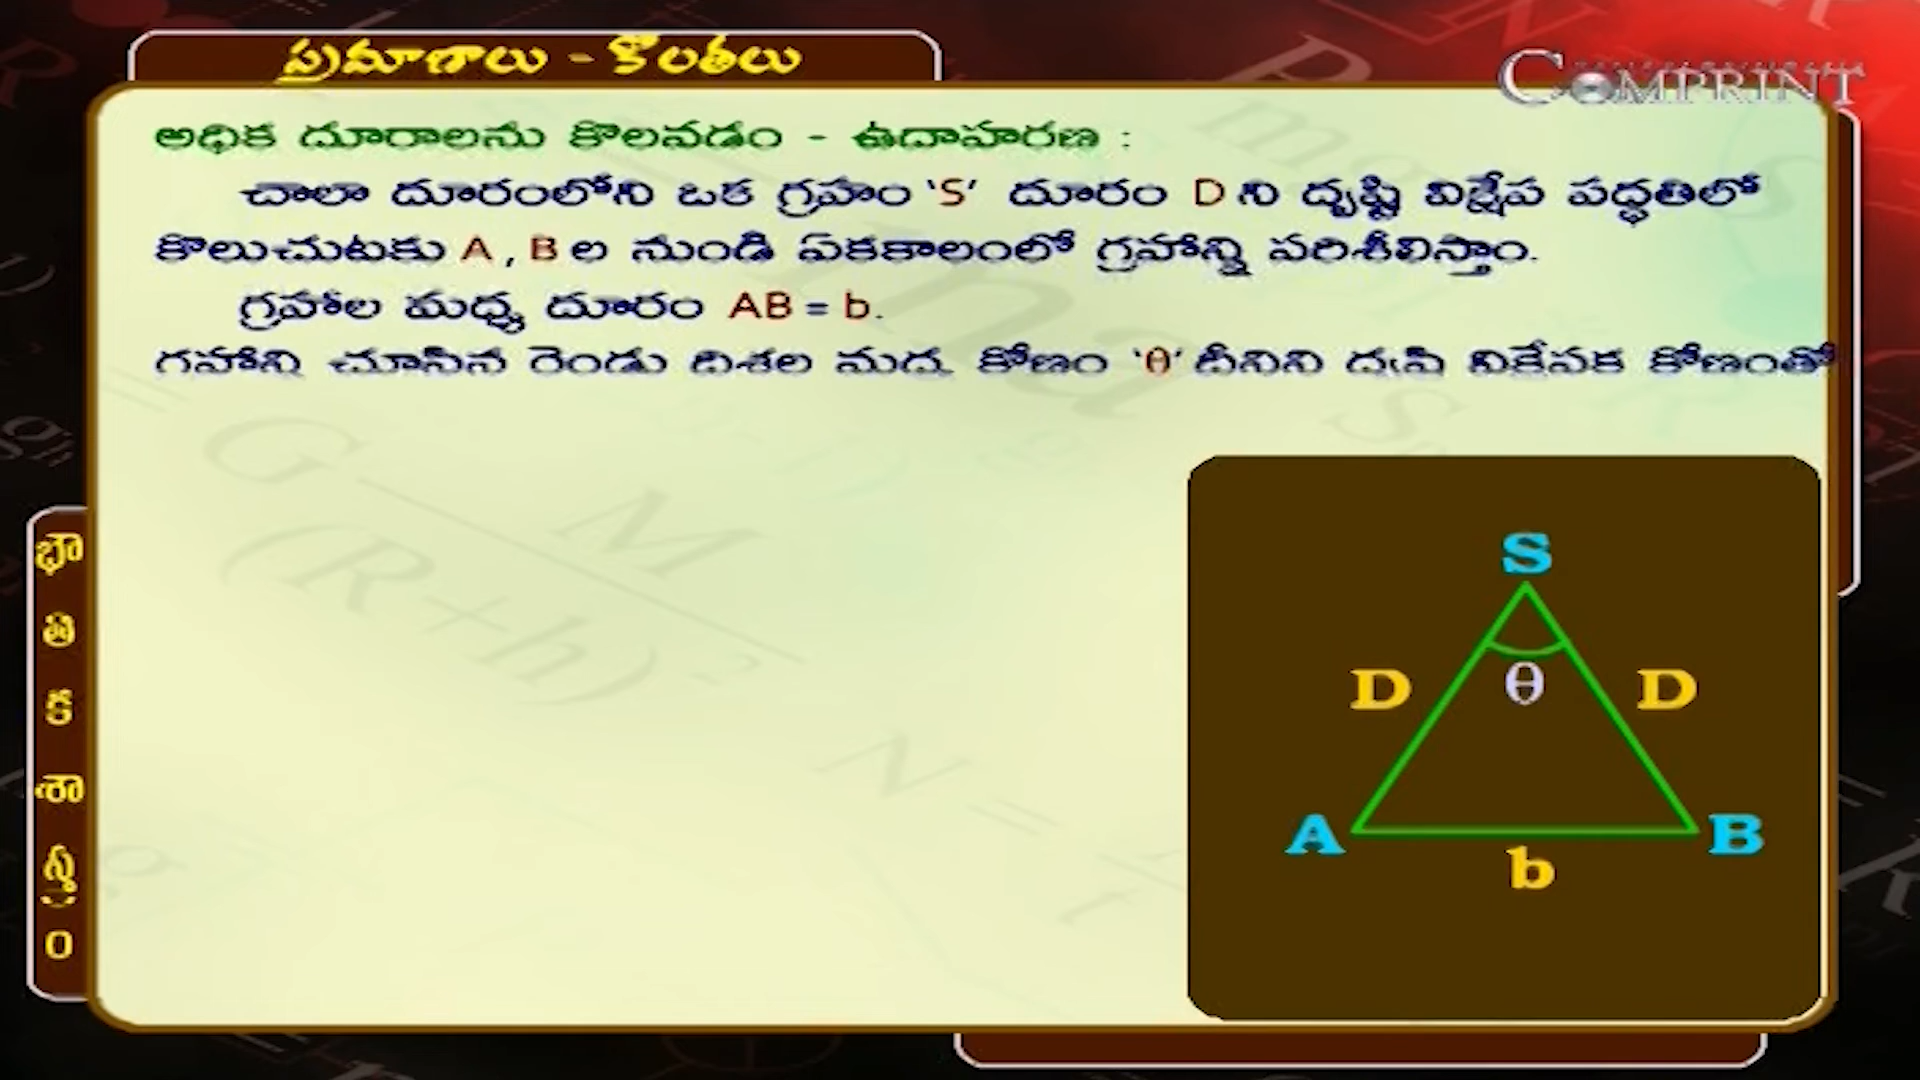 ప్రమాణాలు - కొలతలు
COMPRINT
అధిక దూరాలను కొలవడం - ఉదాహరణ :
చాలా దూరంలోని ఒక గ్రహం ‘S’ దూరం D ని దృష్టి విక్షేప పద్ధతిలో
కొలుచుటకు A , B ల నుండి ఏకకాలంలో గ్రహాన్ని పరిశీలిస్తాం.
గ్రహాల మధ్య దూరం AB = b.
గ్రహాన్ని చూసిన రెండు దిశల మధ్య కోణం ‘θ’ దీనిని దృష్టి విక్షేపక కోణంతో
భౌతికశాస్త్రం
S
D θ D
A B
b